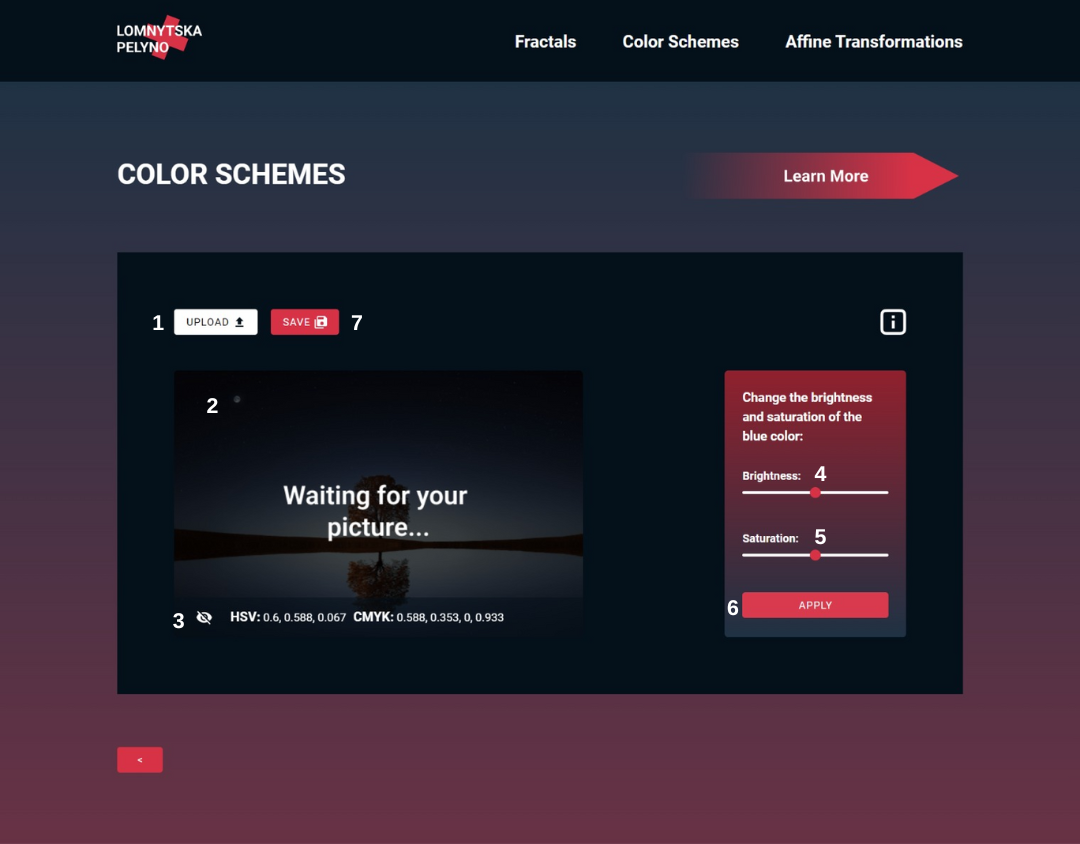 LOMNYTSKA
PELYNO
Fractals
Color Schemes
Affine Transformations
COLOR SCHEMES
Learn More
1
UPLOAD
SAVE
7
2
Waiting for your
picture...
3
HSV: 0.6, 0.588, 0.067 CMYK: 0.588, 0.353, 0, 0.933
Change the brightness
and saturation of the
blue color:
Brightness: 4
Saturation: 5
6
APPLY
<